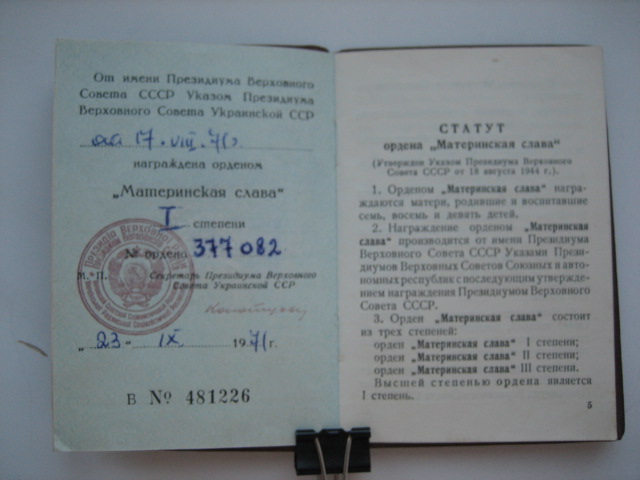 От имени Президиума Верховного
Совета СССР Указом Президиума
Верховного Совета Украинской ССР
от 17. VIII. 71г.
награждена орденом
„Материнская слава“
I степени
№ ордена 377082
М. П. Секретарь Президиума Верховного
Совета Украинской ССР
„23“ IX 1971 г.
В № 481226
СТАТУТ
ордена „Материнская слава“
(Утвержден Указом Президиума Верховного
Совета СССР от 18 августа 1944 г.)
1. Орденом „Материнская слава“ награ-
ждаются матери, родившие и воспитавшие
семь, восемь и девять детей.
2. Награждение орденом „Материнская
слава“ производится от имени Президиума
Верховного Совета СССР Указами Прези-
диумов Верховных Советов Союзных и авто-
номных республик с последующим утвержде-
нием награждения Президиумом Верховного
Совета СССР.
3. Орден „Материнская слава“ состоит
из трех степеней:
орден „Материнская слава“ I степени;
орден „Материнская слава“ II степени;
орден „Материнская слава“ III степени.
Высшей степенью ордена является
I степень.
5